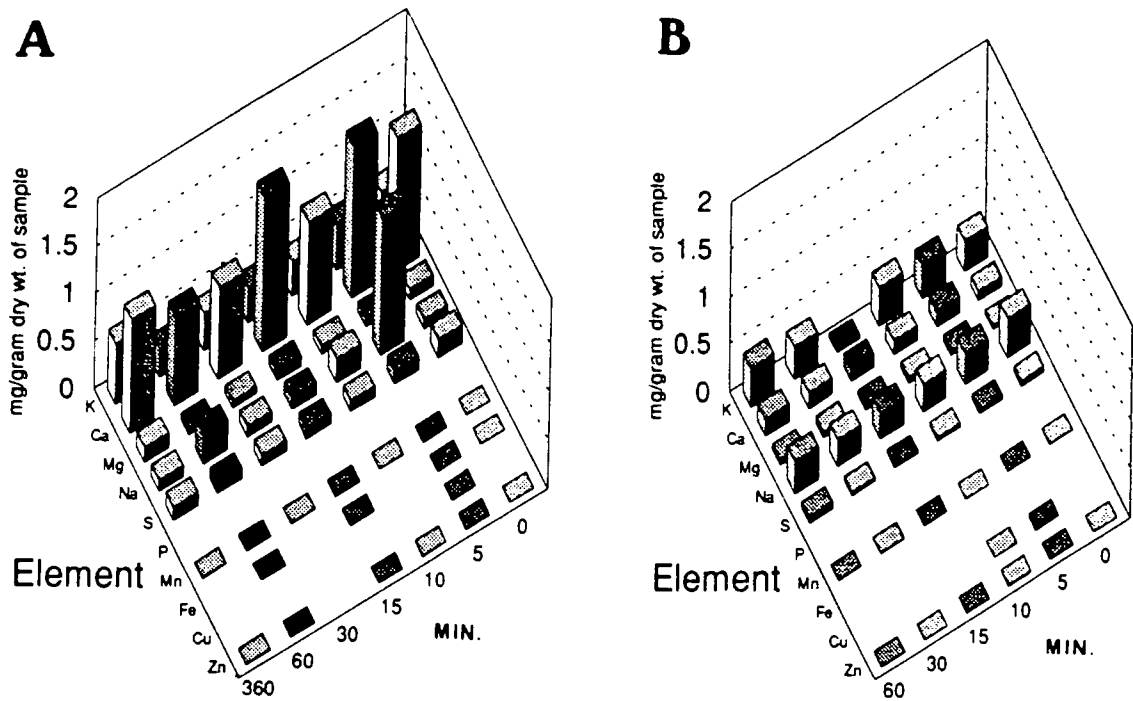 A
mg/gram dry wt. of sample
2
1.5
1
0.5
0
K
Ca
Mg
Na
S
P
Mn
Fe
Cu
Zn
Element
360
60
30
15
10
5
0
MIN.
B
mg/gram dry wt. of sample
2
1.5
1
0.5
0
K
Ca
Mg
Na
S
P
Mn
Fe
Cu
Zn
Element
60
30
15
10
5
0
MIN.